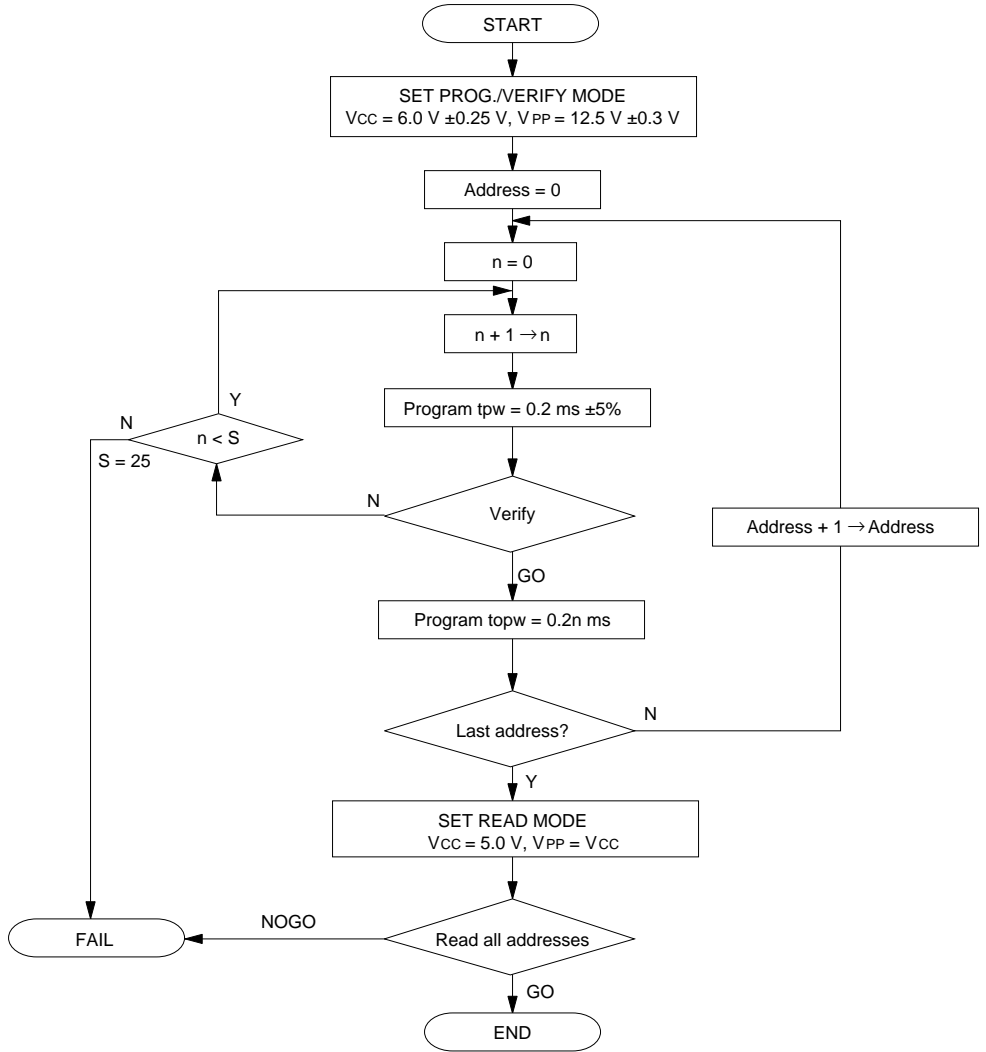 START
SET PROG./VERIFY MODE
VCC = 6.0 V ±0.25 V, VPP = 12.5 V ±0.3 V
Address = 0
n = 0
n + 1 → n
Program tpw = 0.2 ms ±5%
Y
N
n < S
S = 25
N
Verify
Address + 1 → Address
GO
Program topw = 0.2n ms
Last address?
N
Y
SET READ MODE
VCC = 5.0 V, VPP = VCC
NOGO
FAIL
Read all addresses
GO
END